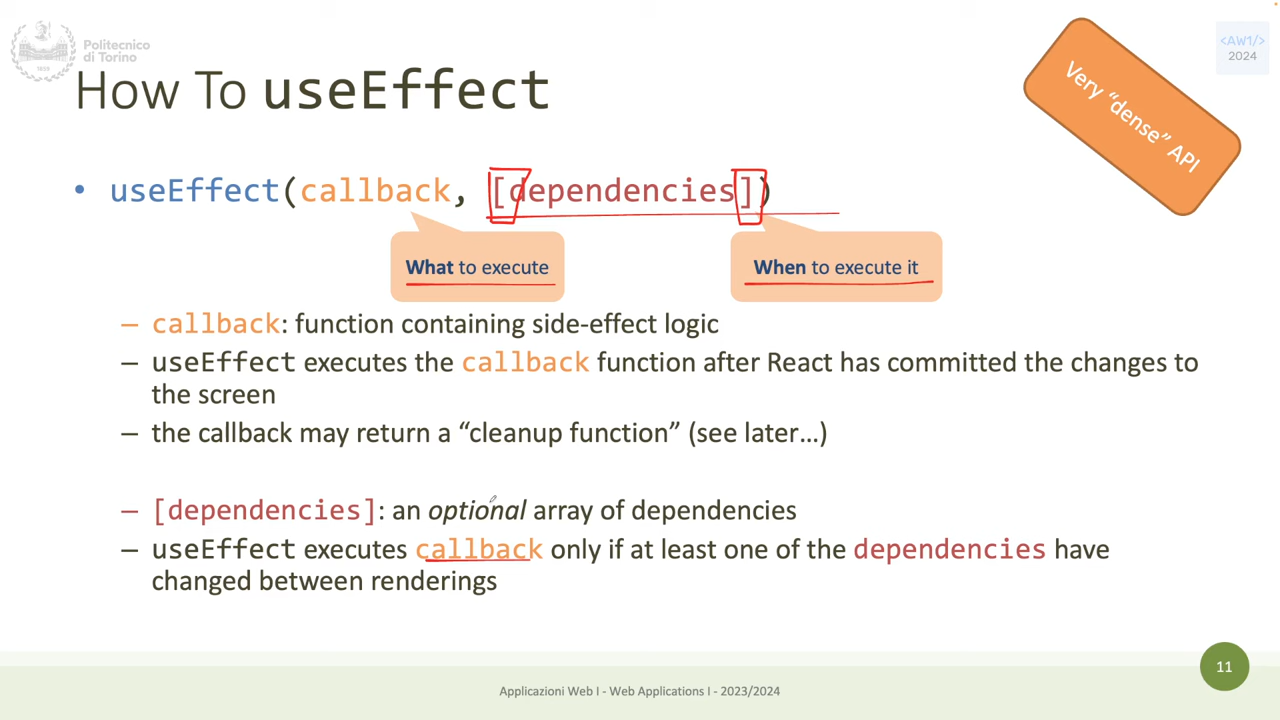 Politecnico
di Torino
1859
<AW1/>
2024
How To useEffect
Very “dense” API
• useEffect(callback, [dependencies])
What to execute
When to execute it
– callback: function containing side-effect logic
– useEffect executes the callback function after React has committed the changes to
the screen
– the callback may return a “cleanup function” (see later…)
– [dependencies]: an optional array of dependencies
– useEffect executes callback only if at least one of the dependencies have
changed between renderings
11
Applicazioni Web I - Web Applications I - 2023/2024